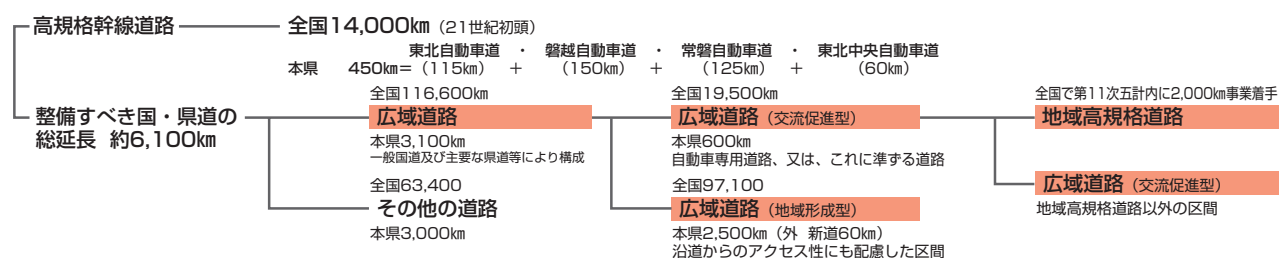 高規格幹線道路
全国14,000㎞（21世紀初頭）
東北自動車道 ・ 磐越自動車道 ・ 常磐自動車道 ・ 東北中央自動車道
本県 450㎞＝（115㎞） ＋ （150㎞） ＋ （125㎞） ＋ （60㎞）
整備すべき国・県道の
総延長 約6,100㎞
全国116,600㎞
広域道路
本県3,100㎞
一般国道及び主要な県道等により構成
全国63,400
その他の道路
本県3,000㎞
全国19,500㎞
広域道路（交流促進型）
本県600㎞
自動車専用道路、又は、これに準ずる道路
全国97,100
広域道路（地域形成型）
本県2,500㎞（外 新道60㎞）
沿道からのアクセス性にも配慮した区間
全国で第11次五計内に2,000㎞事業着手
地域高規格道路
広域道路（交流促進型）
地域高規格道路以外の区間